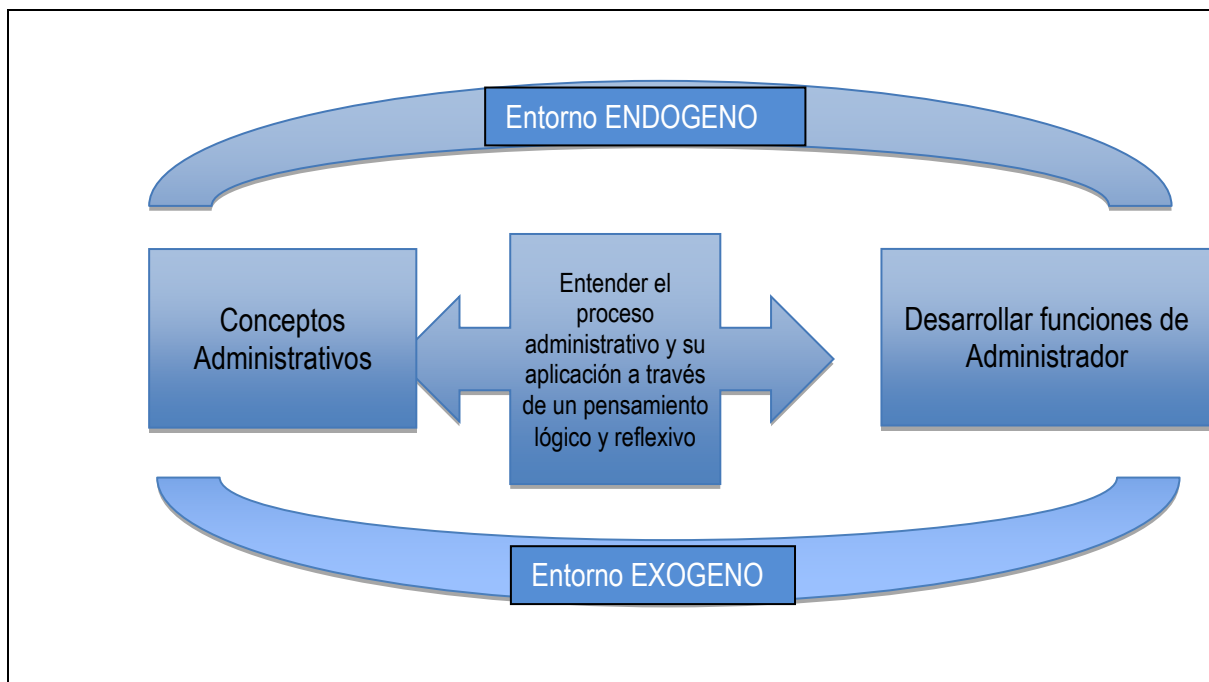 Entorno ENDOGENO
Conceptos
Administrativos
Entender el
proceso
administrativo y su
aplicación a través
de un pensamiento
lógico y reflexivo
Desarrollar funciones de
Administrador
Entorno EXOGENO